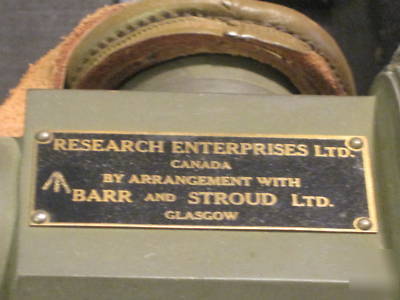 RESEARCH ENTERPRISES LTD.
CANADA
BY ARRANGEMENT WITH
BARR AND STROUD LTD.
GLASGOW